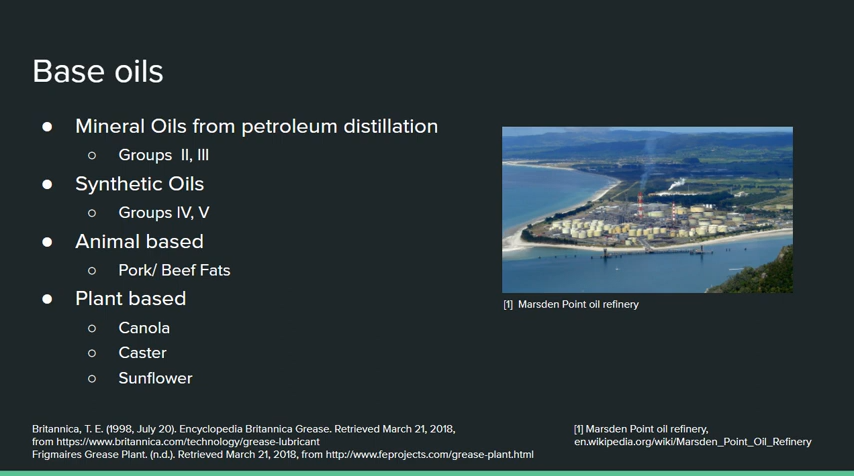 Base oils
● Mineral Oils from petroleum distillation
○ Groups II, III
● Synthetic Oils
○ Groups IV, V
● Animal based
○ Pork/ Beef Fats
● Plant based
○ Canola
○ Caster
○ Sunflower
[1] Marsden Point oil refinery
Britannica, T. E. (1998, July 20). Encyclopedia Britannica Grease. Retrieved March 21, 2018,
from https://www.britannica.com/technology/grease-lubricant
Frigmaires Grease Plant. (n.d.). Retrieved March 21, 2018, from http://www.feprojects.com/grease-plant.html
[1] Marsden Point oil refinery,
en.wikipedia.org/wiki/Marsden_Point_Oil_Refinery